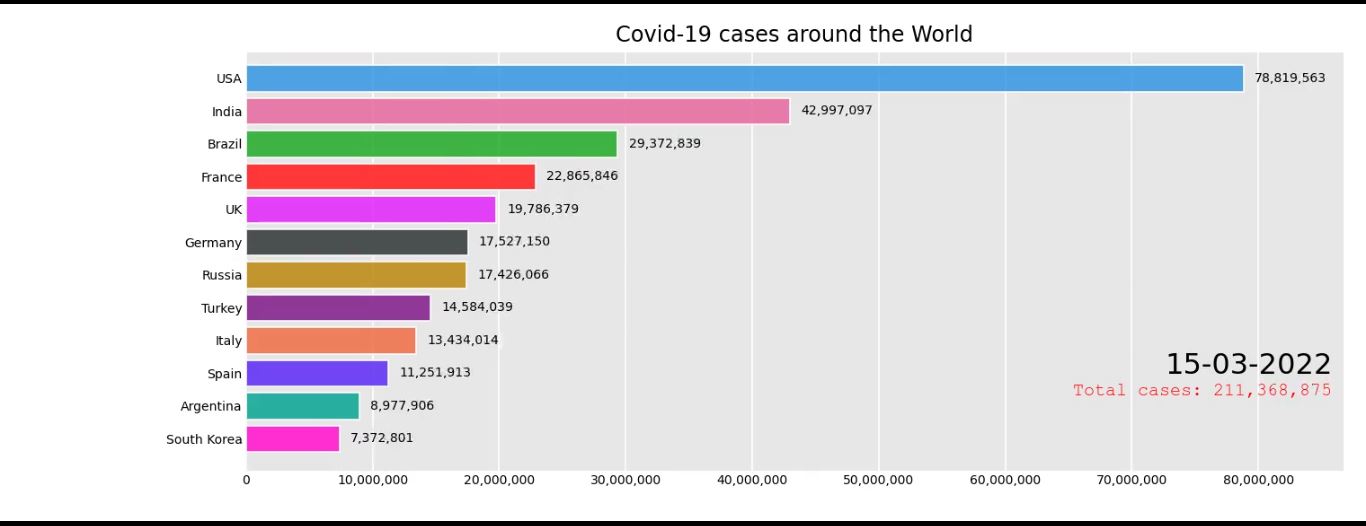 Covid-19 cases around the World
USA 78,819,563
India 42,997,097
Brazil 29,372,839
France 22,865,846
UK 19,786,379
Germany 17,527,150
Russia 17,426,066
Turkey 14,584,039
Italy 13,434,014
Spain 11,251,913
15-03-2022
Total cases: 211,368,875
Argentina 8,977,906
South Korea 7,372,801
0 10,000,000 20,000,000 30,000,000 40,000,000 50,000,000 60,000,000 70,000,000 80,000,000